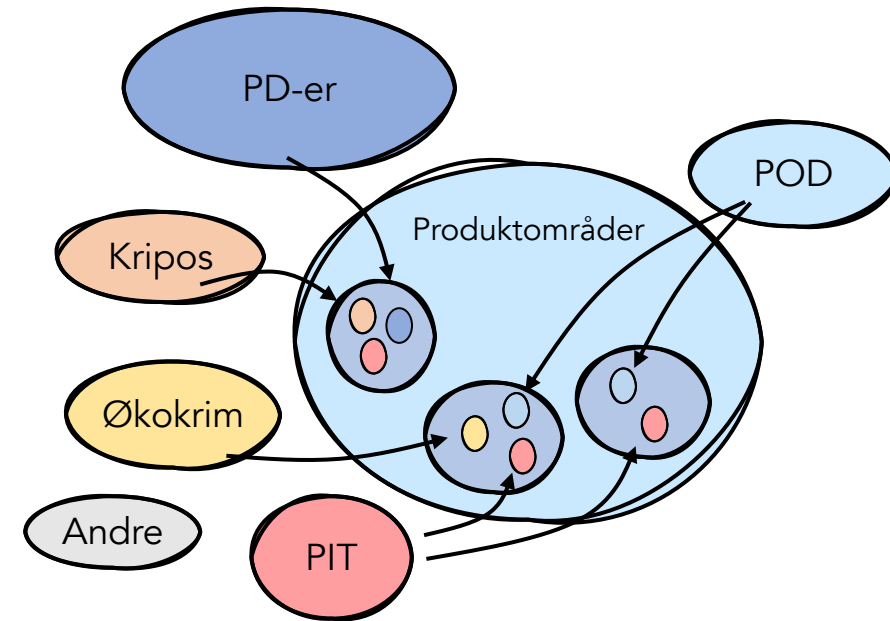 PD-er
POD
Produktområder
Kripos
Økokrim
Andre
PIT